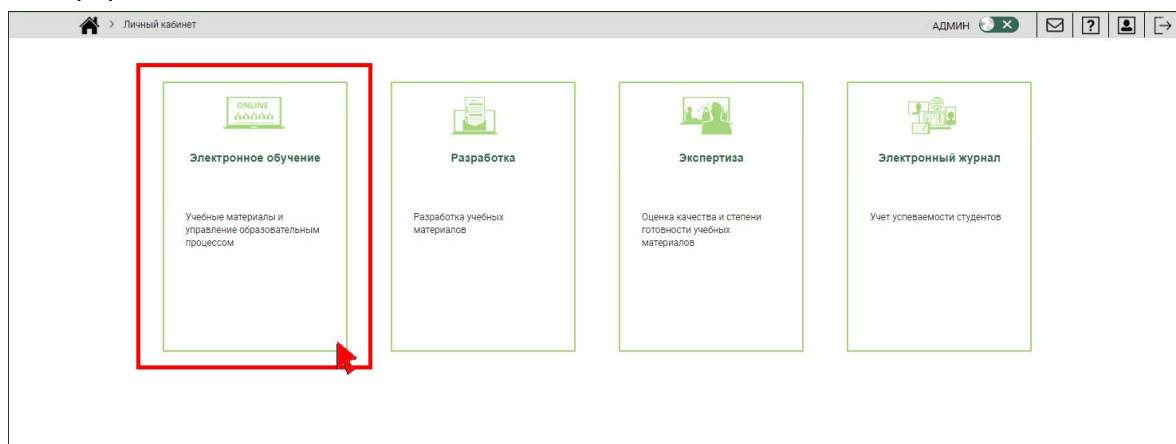 Личный кабинет
АДМИН
ONLINE
Электронное обучение
Учебные материалы и
управление образовательным
процессом
Разработка
Разработка учебных
материалов
Экспертиза
Оценка качества и степени
готовности учебных
материалов
Электронный журнал
Учет успеваемости студентов